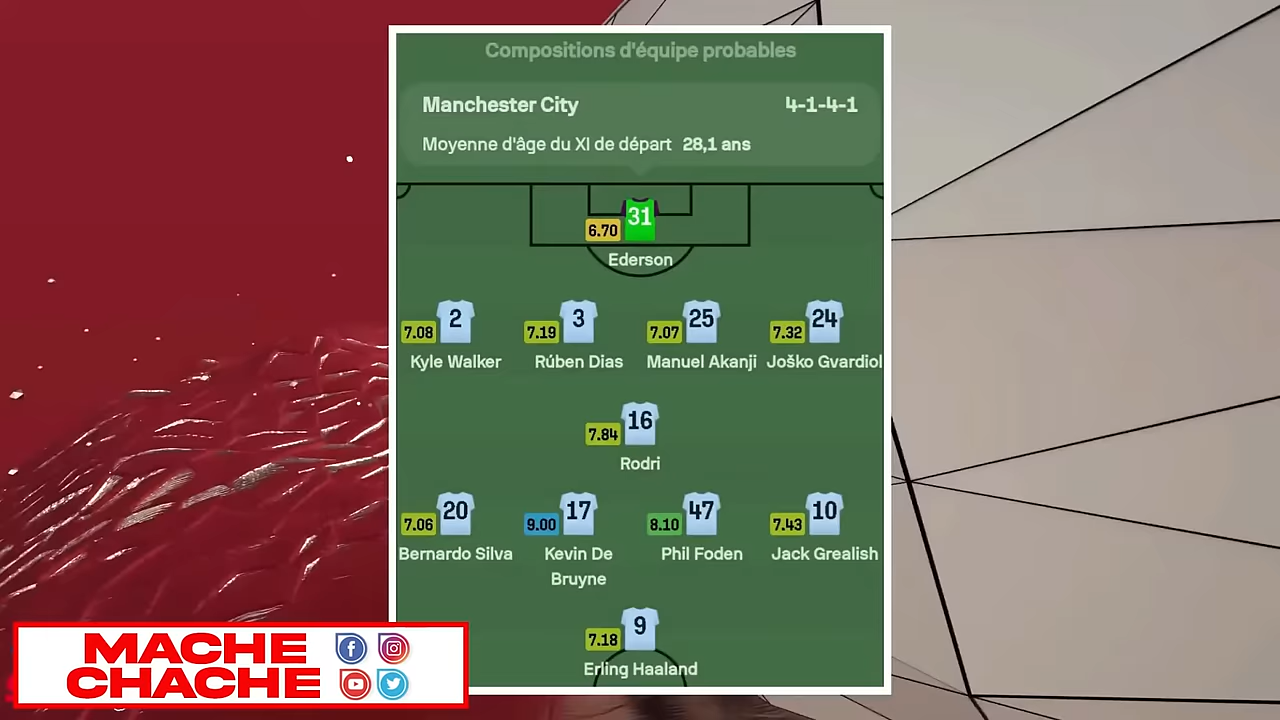 Compositions d'équipe probables
Manchester City 4-1-4-1
Moyenne d'âge du XI de départ 28,1 ans
31
6.70
Ederson
2 3 25 24
7.08 7.19 7.07 7.32
Kyle Walker Rúben Dias Manuel Akanji Joško Gvardiol
16
7.84
Rodri
20 17 47 10
7.06 9.00 8.10 7.43
Bernardo Silva Kevin De Phil Foden Jack Grealish
Bruyne
9
7.18
Erling Haaland
MACHE
CHACHE